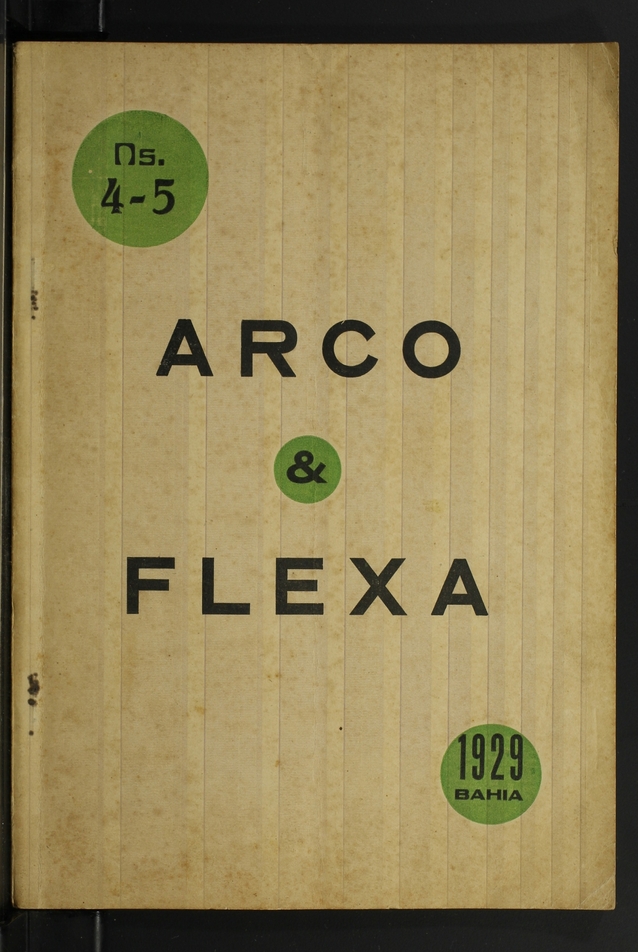 Ns.
4-5
ARCO
&
FLEXA
1929
BAHIA